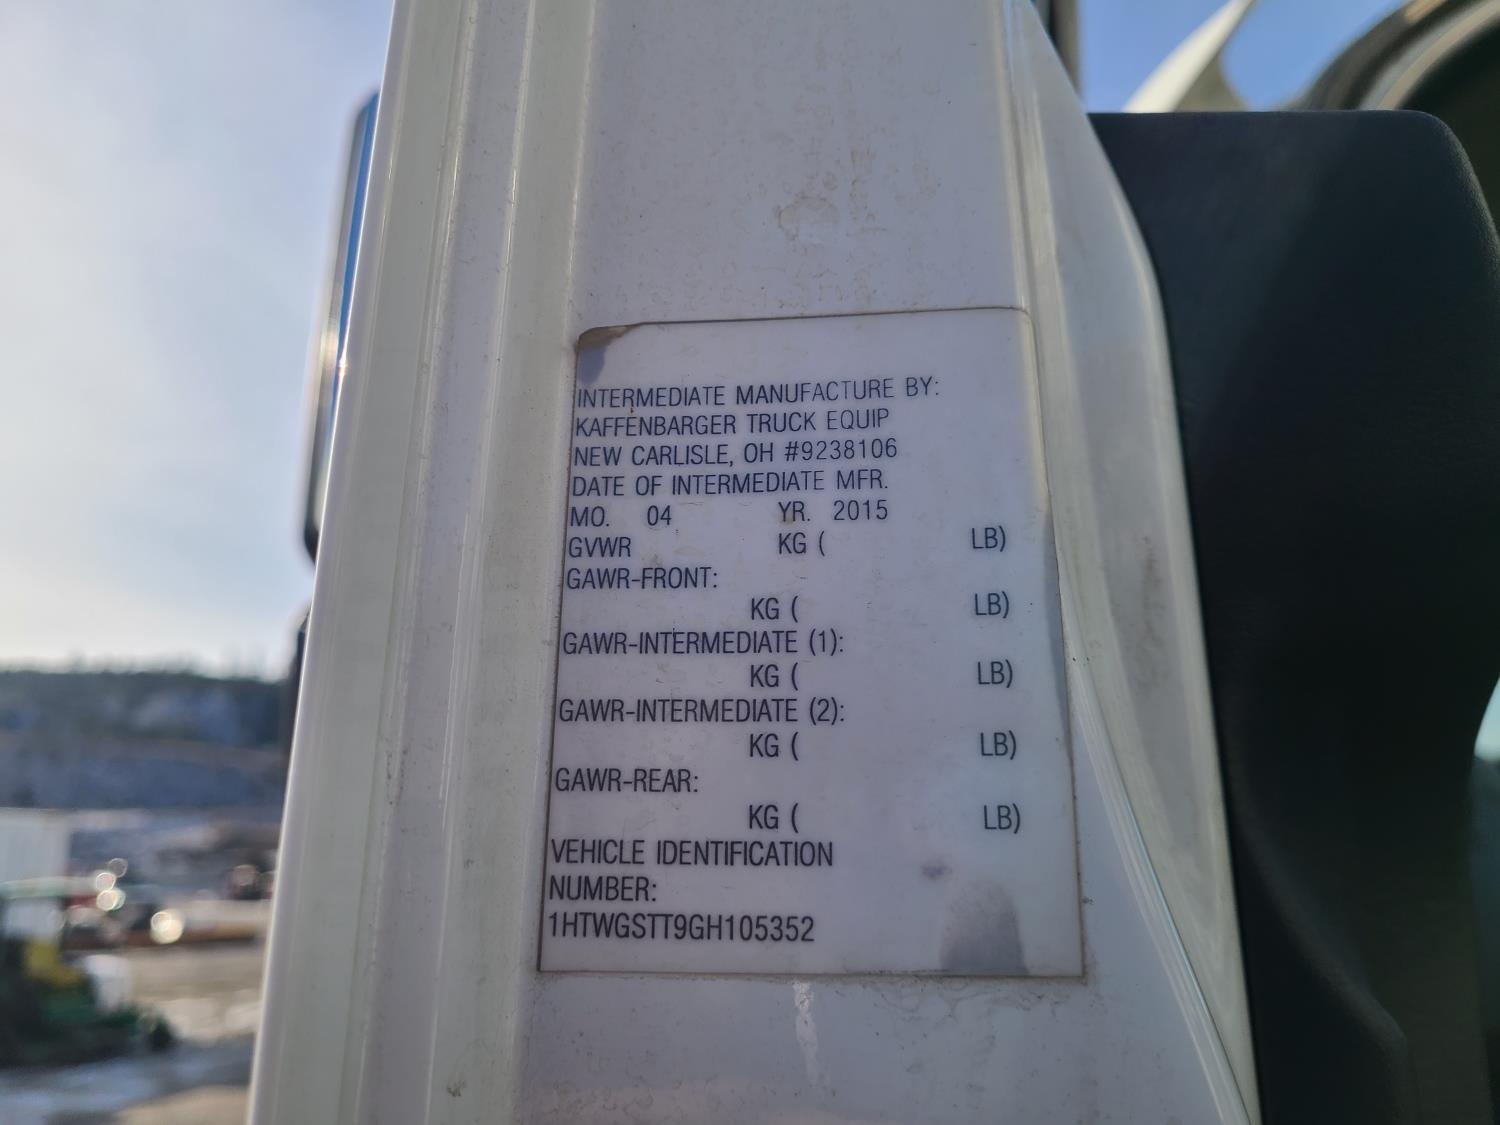 INTERMEDIATE MANUFACTURE BY:
KAFFENBARGER TRUCK EQUIP
NEW CARLISLE, OH #9238106
DATE OF INTERMEDIATE MFR.
MO. 04 YR. 2015
GVWR KG ( LB)
GAWR-FRONT:
KG ( LB)
GAWR-INTERMEDIATE (1):
KG ( LB)
GAWR-INTERMEDIATE (2):
KG ( LB)
GAWR-REAR:
KG ( LB)
VEHICLE IDENTIFICATION
NUMBER:
1HTWGSTT9GH105352